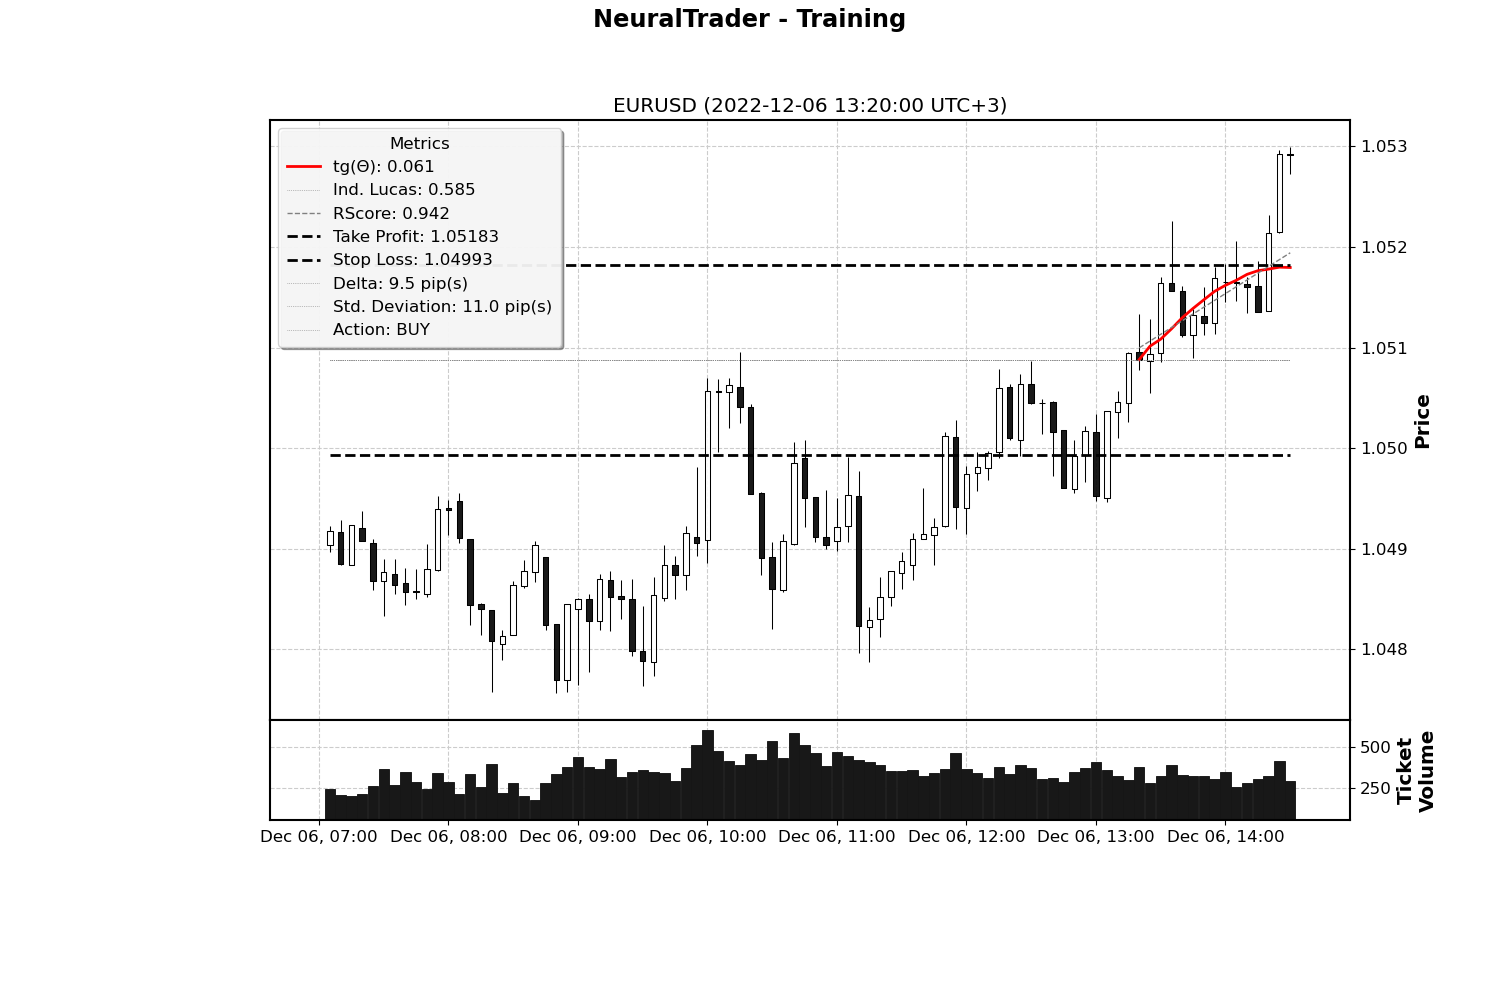 NeuralTrader - Training
EURUSD (2022-12-06 13:20:00 UTC+3)
Metrics
tg(Θ): 0.061
Ind. Lucas: 0.585
RScore: 0.942
Take Profit: 1.05183
Stop Loss: 1.04993
Delta: 9.5 pip(s)
Std. Deviation: 11.0 pip(s)
Action: BUY
1.053
1.052
1.051
1.050
1.049
1.048
Price
500
250
Ticket
Volume
Dec 06, 07:00 Dec 06, 08:00 Dec 06, 09:00 Dec 06, 10:00 Dec 06, 11:00 Dec 06, 12:00 Dec 06, 13:00 Dec 06, 14:00